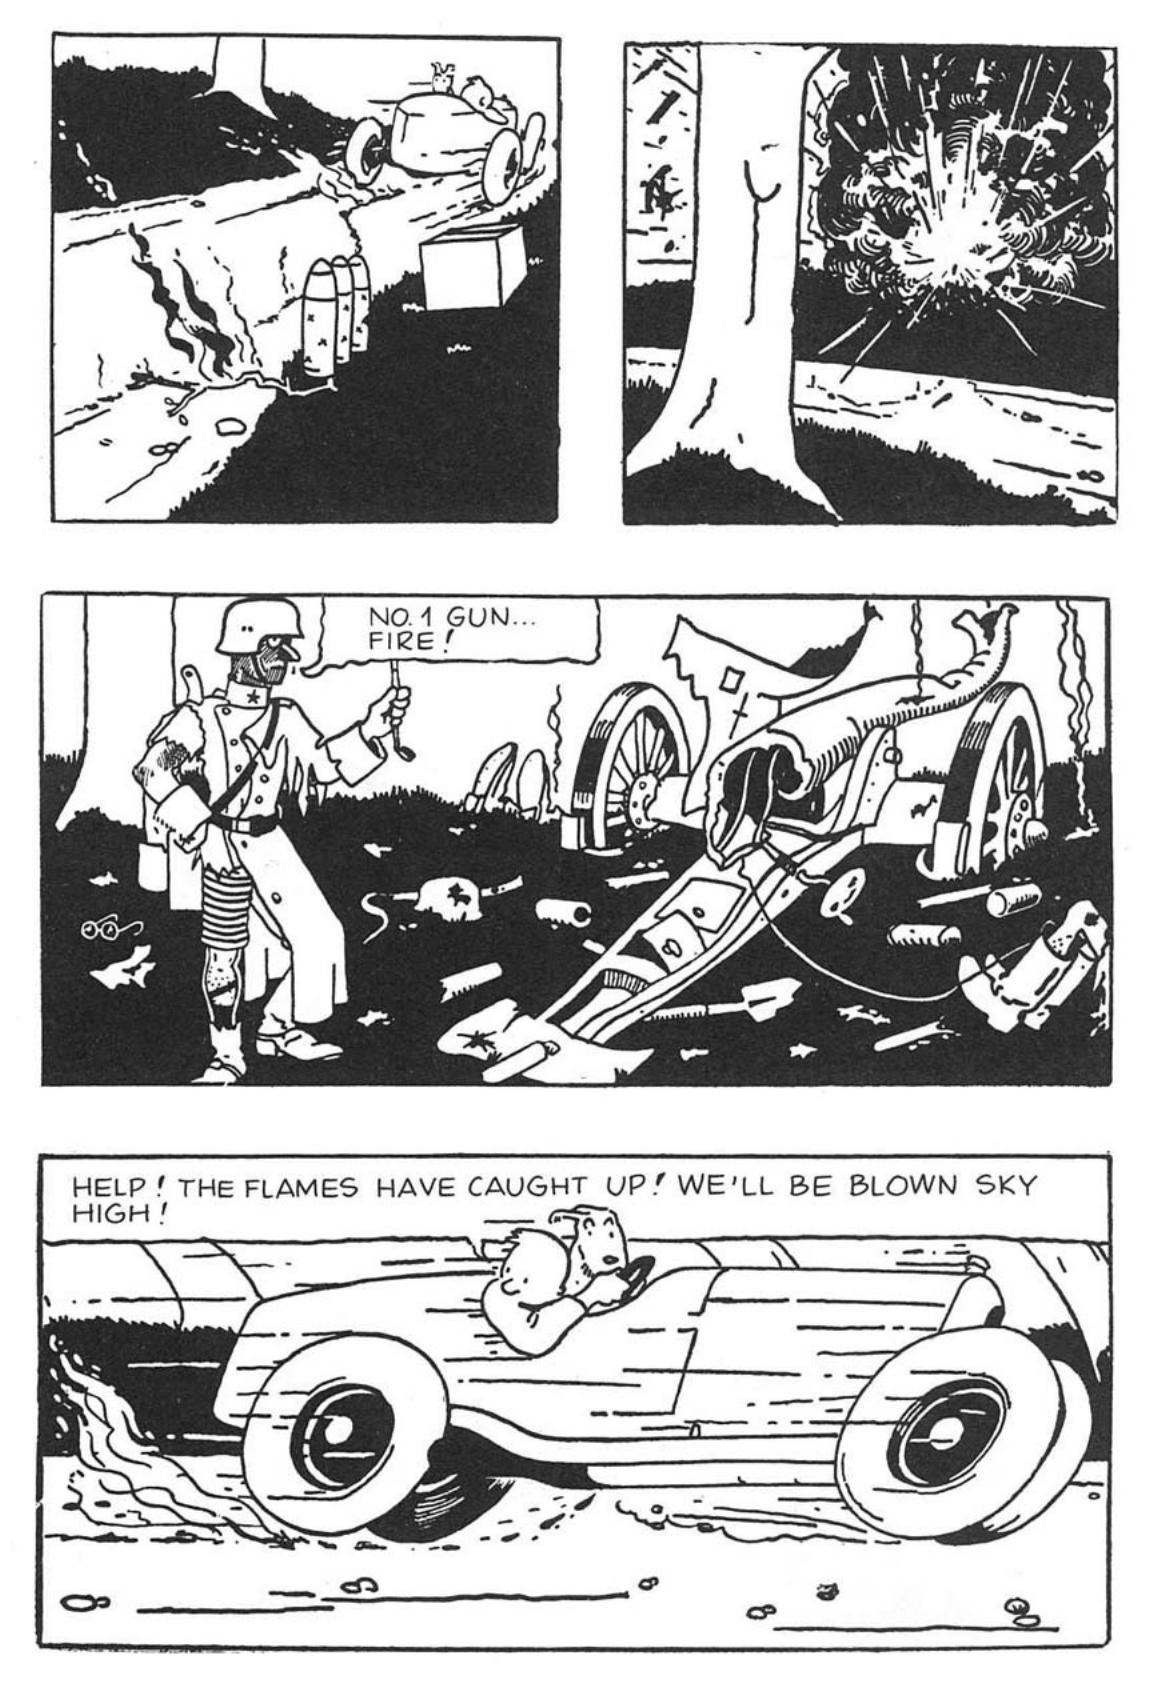 NO. 1 GUN...
FIRE!
HELP! THE FLAMES HAVE CAUGHT UP! WE'LL BE BLOWN SKY
HIGH!